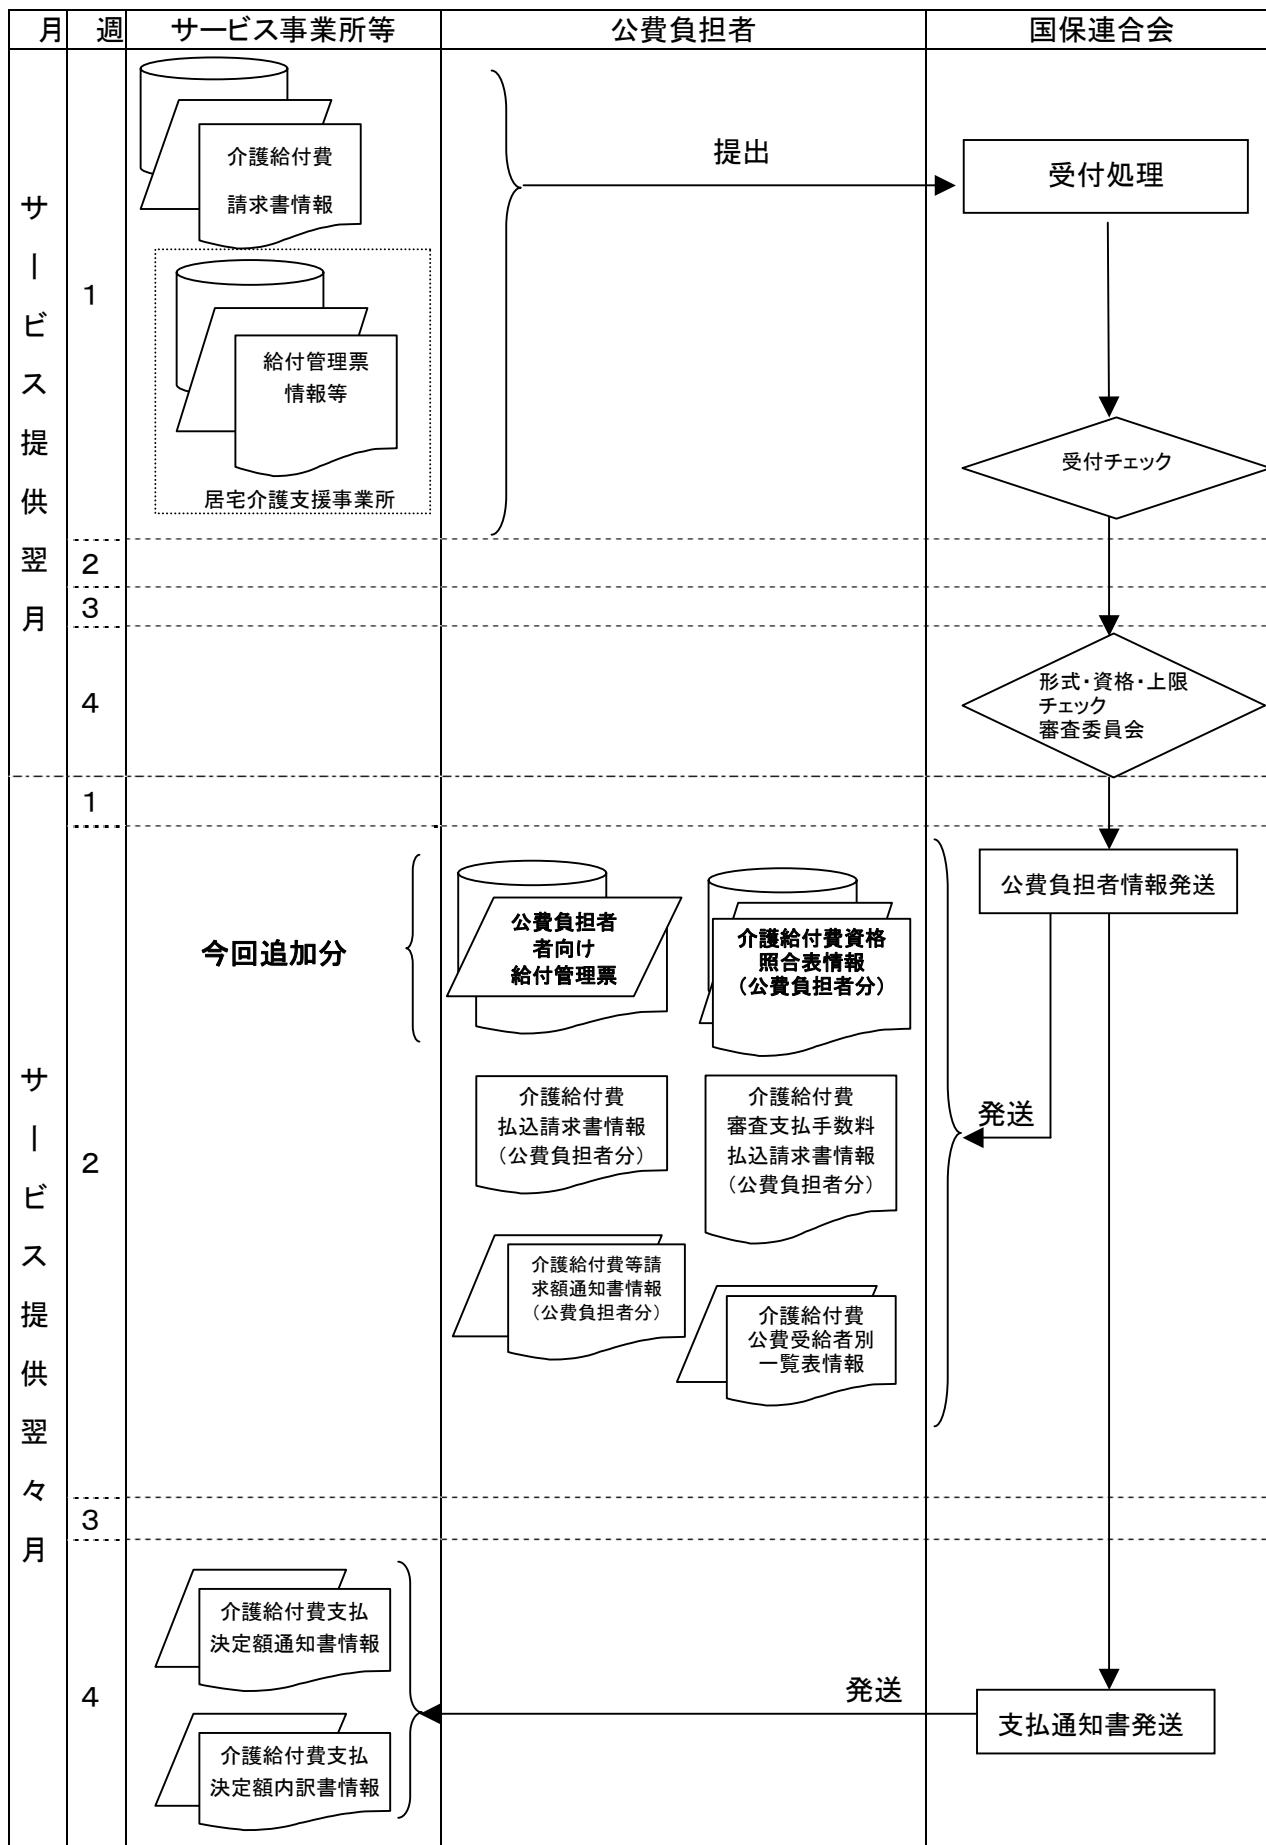 月 週 サービス事業所等 公費負担者 国保連合会
サービス提供翌月
1
介護給付費
請求書情報
提出
受付処理
給付管理票
情報等
居宅介護支援事業所
受付チェック
2
3
4
形式・資格・上限
チェック
審査委員会
サービス提供翌々月
1
2
今回追加分
公費負担者
者向け
給付管理票
介護給付費資格
照合表情報
（公費負担者分）
公費負担者情報発送
介護給付費
払込請求書情報
（公費負担者分）
介護給付費
審査支払手数料
払込請求書情報
（公費負担者分）
発送
介護給付費等請
求額通知書情報
（公費負担者分）
介護給付費
公費受給者別
一覧表情報
3
4
介護給付費支払
決定額通知書情報
発送
支払通知書発送
介護給付費支払
決定額内訳書情報